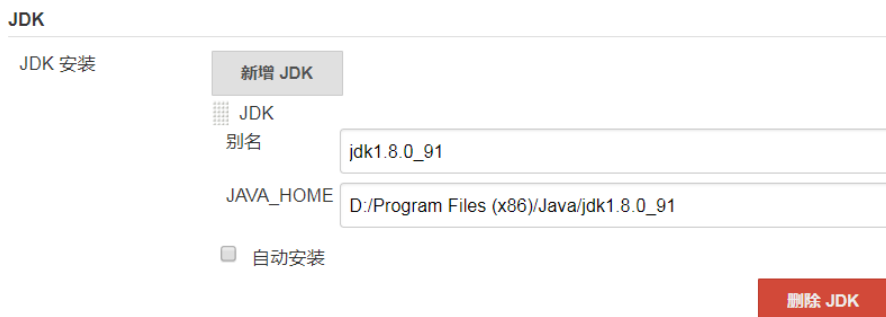 JDK
JDK 安装
新增 JDK
JDK
别名
jdk1.8.0_91
JAVA_HOME
D:/Program Files (x86)/Java/jdk1.8.0_91
自动安装
删除 JDK